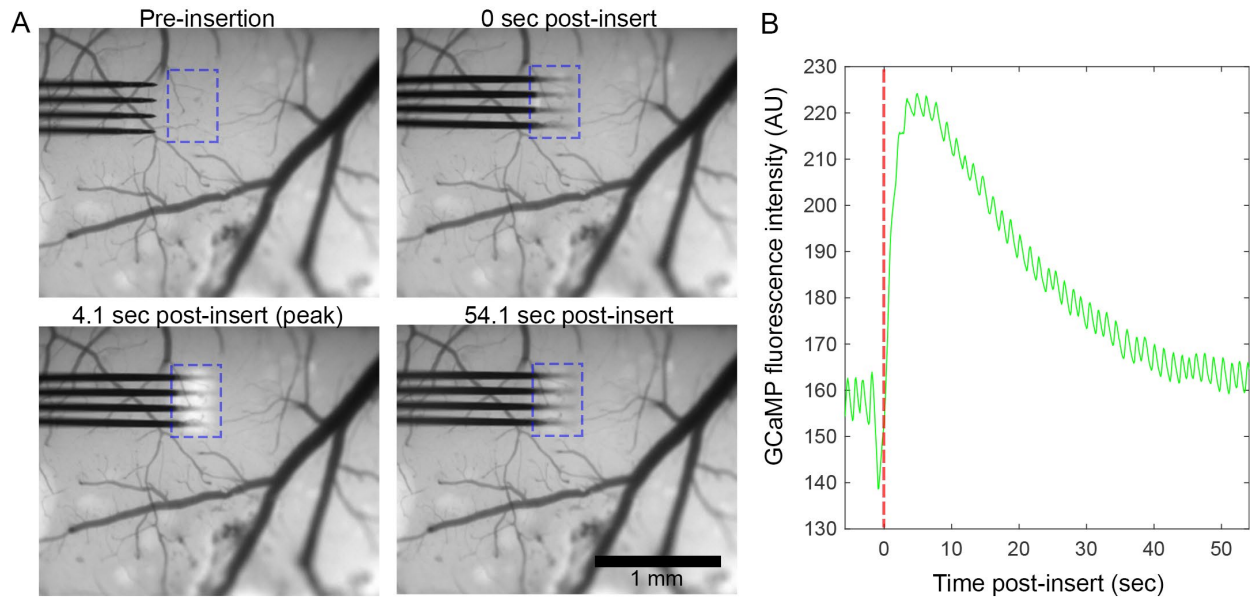 A
Pre-insertion
0 sec post-insert
4.1 sec post-insert (peak)
54.1 sec post-insert
1 mm
B
GCaMP fluorescence intensity (AU)
230
220
210
200
190
180
170
160
150
140
130
0
10
20
30
40
50
Time post-insert (sec)